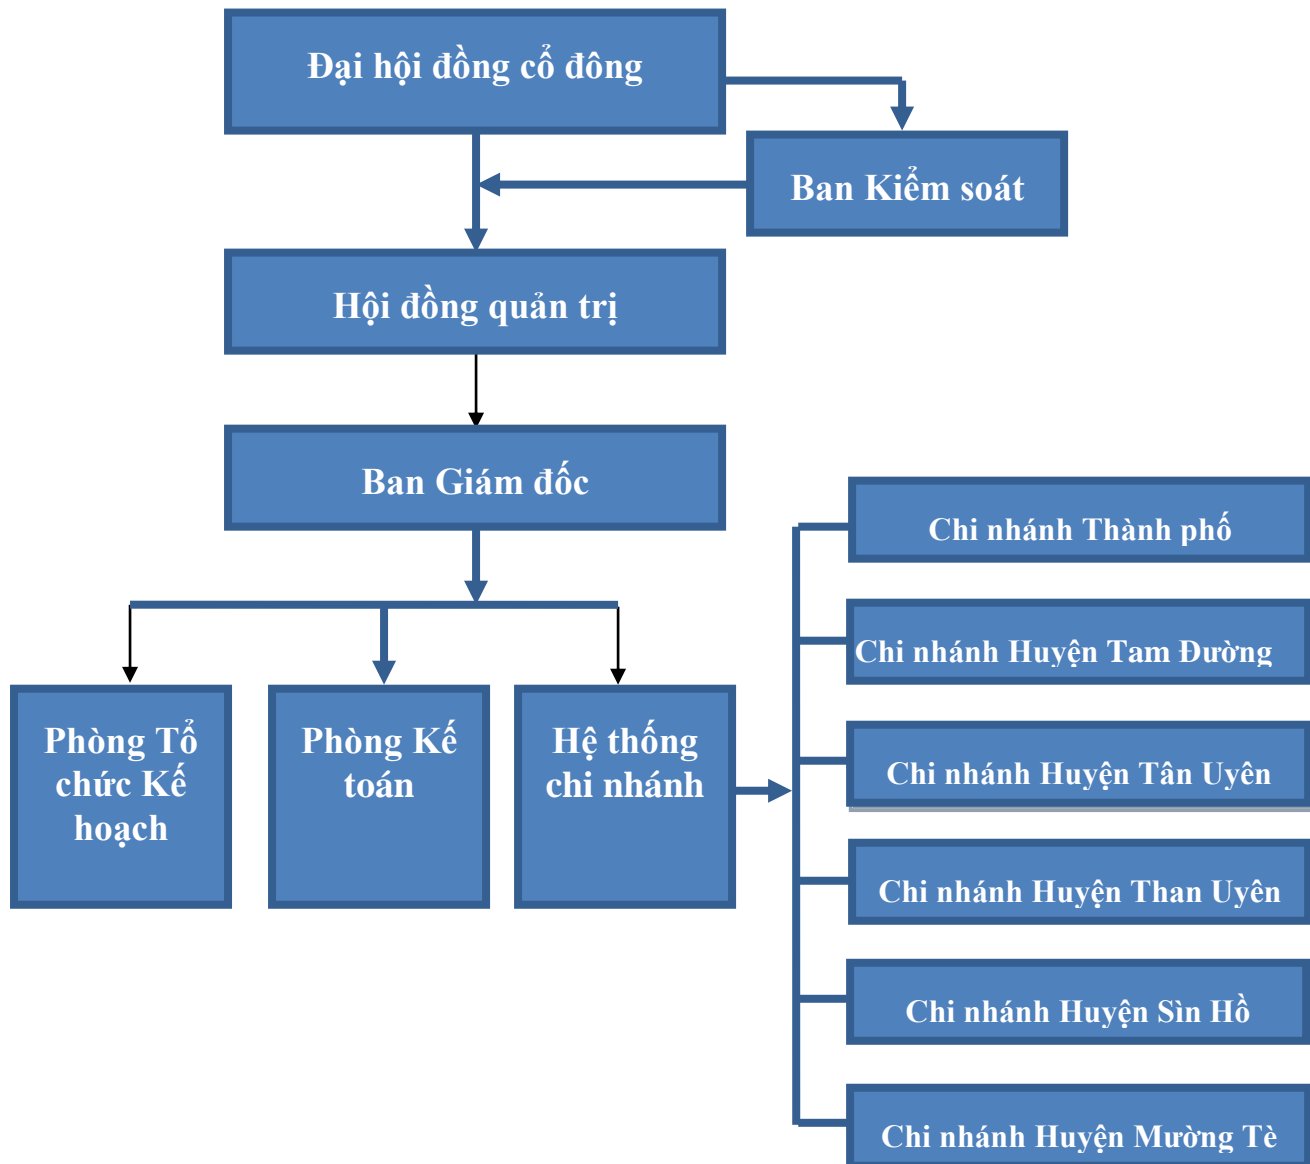 Đại hội đồng cổ đông
Ban Kiểm soát
Hội đồng quản trị
Ban Giám đốc
Phòng Tổ
chức Kế
hoạch
Phòng Kế
toán
Hệ thống
chi nhánh
Chi nhánh Thành phố
Chi nhánh Huyện Tam Đường
Chi nhánh Huyện Tân Uyên
Chi nhánh Huyện Than Uyên
Chi nhánh Huyện Sìn Hồ
Chi nhánh Huyện Mường Tè